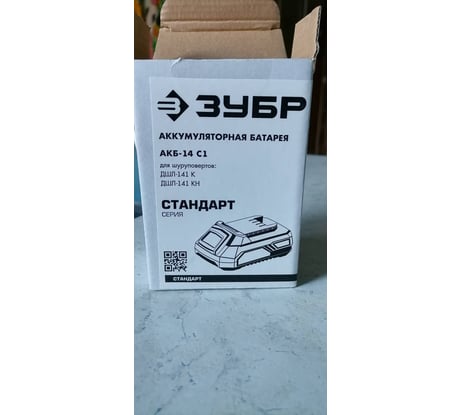 ЗУБР
АККУМУЛЯТОРНАЯ БАТАРЕЯ
АКБ-14 С1
для шуруповертов:
ДШЛ-141 К
ДШЛ-141 КН
СТАНДАРТ
СЕРИЯ
СТАНДАРТ